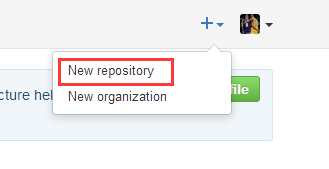 New repository
New organization
cture hel
file